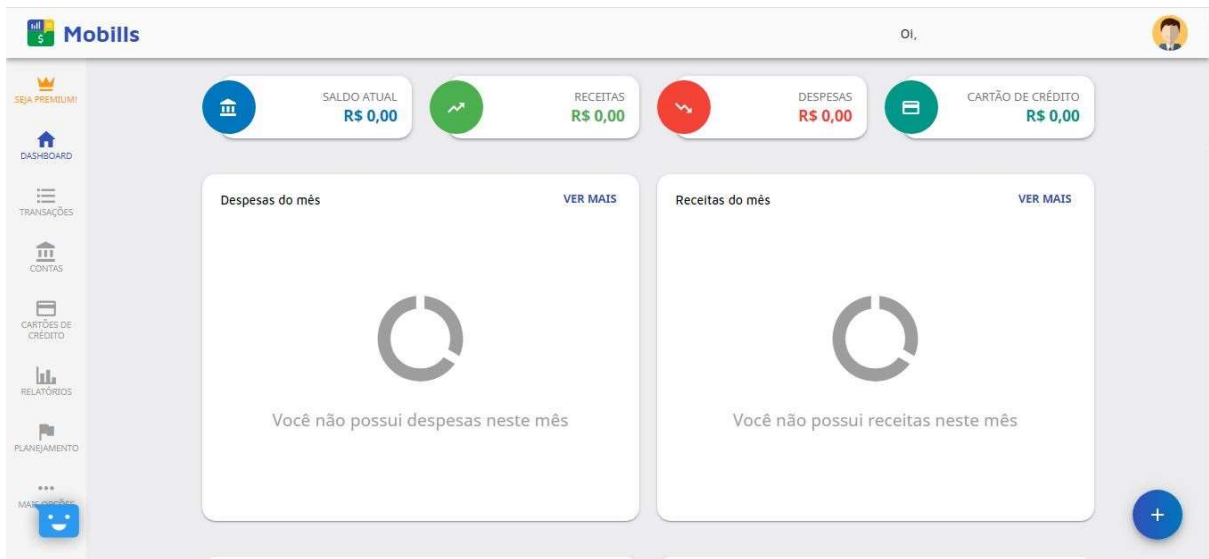 Mobills
Oi,
SEJA PREMIUM!
DASHBOARD
TRANSAÇÕES
CONTAS
CARTÕES DE
CRÉDITO
RELATÓRIOS
PLANEJAMENTO
MAIS OPÇÕES
SALDO ATUAL
R$ 0,00
RECEITAS
R$ 0,00
DESPESAS
R$ 0,00
CARTÃO DE CRÉDITO
R$ 0,00
Despesas do mês
VER MAIS
Você não possui despesas neste mês
Receitas do mês
VER MAIS
Você não possui receitas neste mês